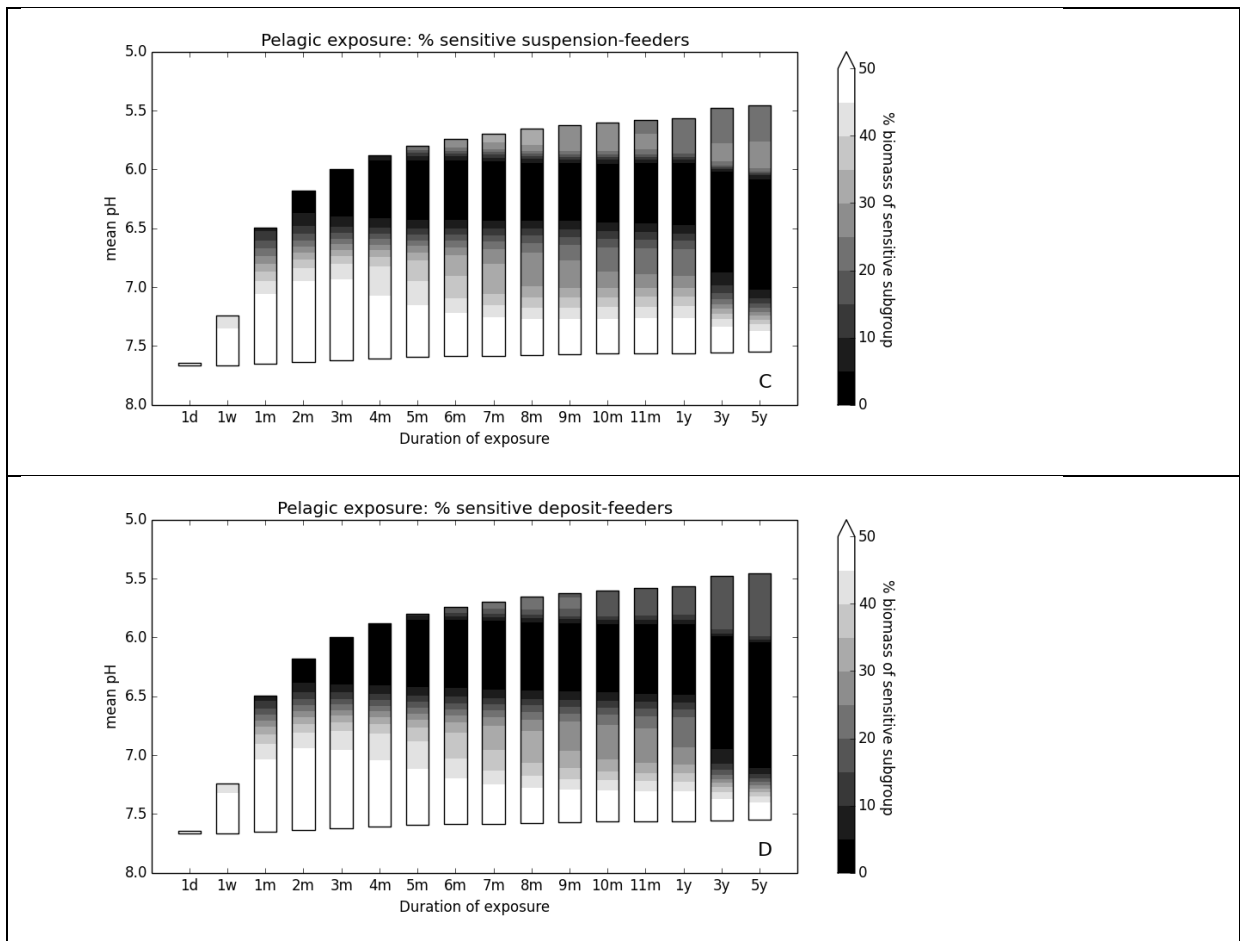 Pelagic exposure: % sensitive suspension-feeders
5.0
5.5
6.0
6.5
7.0
7.5
8.0
mean pH
1d 1w 1m 2m 3m 4m 5m 6m 7m 8m 9m 10m 11m 1y 3y 5y
Duration of exposure
C
50
40
30
20
10
0
% biomass of sensitive subgroup
Pelagic exposure: % sensitive deposit-feeders
5.0
5.5
6.0
6.5
7.0
7.5
8.0
mean pH
1d 1w 1m 2m 3m 4m 5m 6m 7m 8m 9m 10m 11m 1y 3y 5y
Duration of exposure
D
50
40
30
20
10
0
% biomass of sensitive subgroup